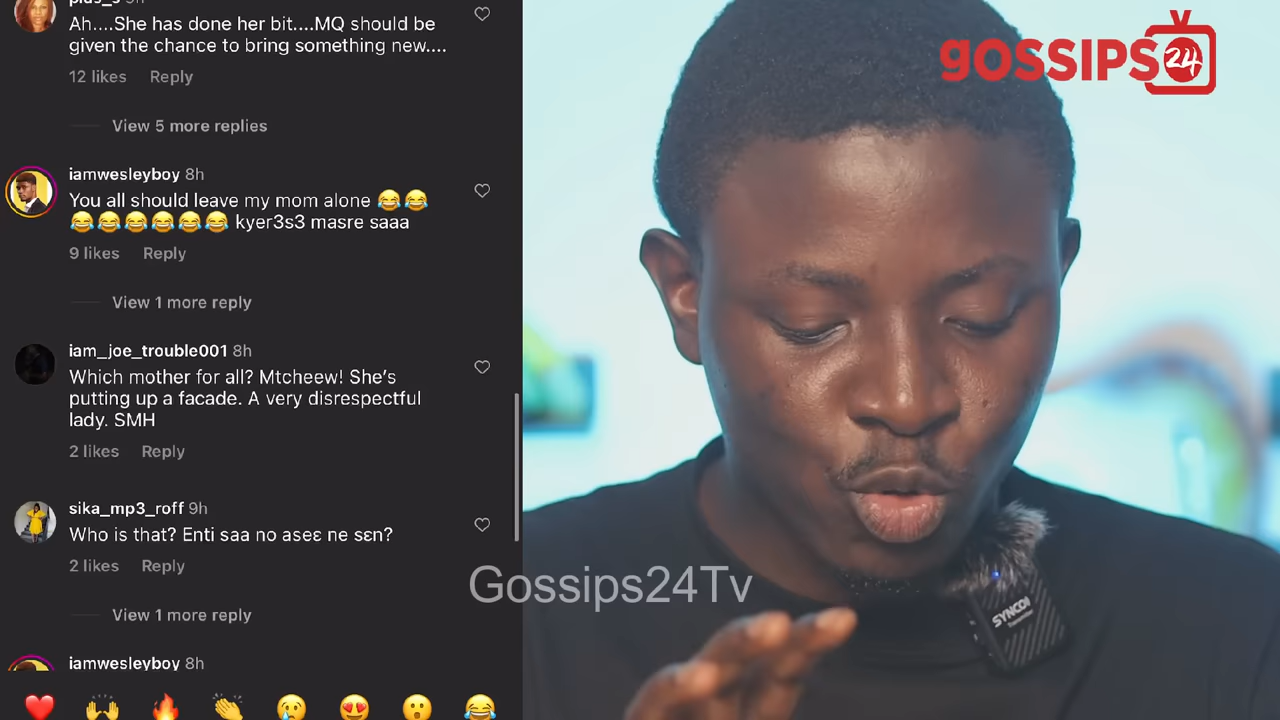 Ah....She has done her bit....MQ should be
given the chance to bring something new....
12 likes Reply
View 5 more replies
iamwesleyboy 8h
You all should leave my mom alone 😂😂
😂😂😂😂😂😂 kyer3s3 masre saaa
9 likes Reply
View 1 more reply
iam_joe_trouble001 8h
Which mother for all? Mtcheew! She’s
putting up a facade. A very disrespectful
lady. SMH
2 likes Reply
sika_mp3_roff 9h
Who is that? Enti saa no aseɛ ne sɛn?
2 likes Reply
View 1 more reply
iamwesleyboy 8h
gOSSIPS24
Gossips24Tv
SYNCO
Transmitter